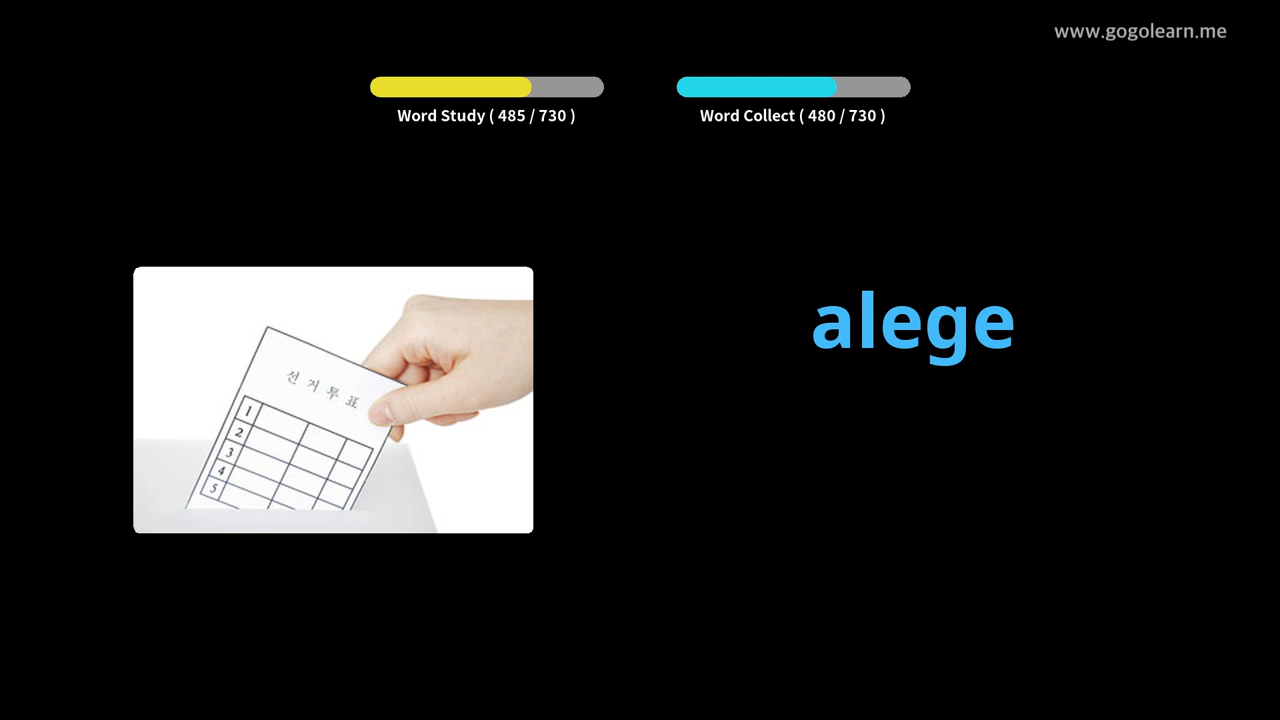 www.gogolearn.me
Word Study ( 485 / 730 )
Word Collect ( 480 / 730 )
alege
선 거 투 표
1
2
3
4
5